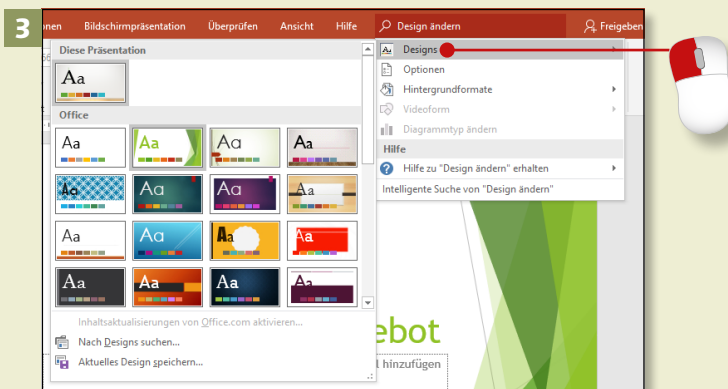 3
Bildschirmpräsentation Überprüfen Ansicht Hilfe Design ändern Freigeben
Diese Präsentation
Aa
Office
Aa Aa Aa Aa
Aa Aa Aa Aa
Aa Aa Aa Aa
Aa Aa Aa Aa
Inhaltsaktualisierungen von Office.com aktivieren...
Nach Designs suchen...
Aktuelles Design speichern...
Designs
Optionen
Hintergrundformate
Videoform
Diagrammtyp ändern
Hilfe
Hilfe zu "Design ändern" erhalten
Intelligente Suche von "Design ändern"
ebot
hinzufügen